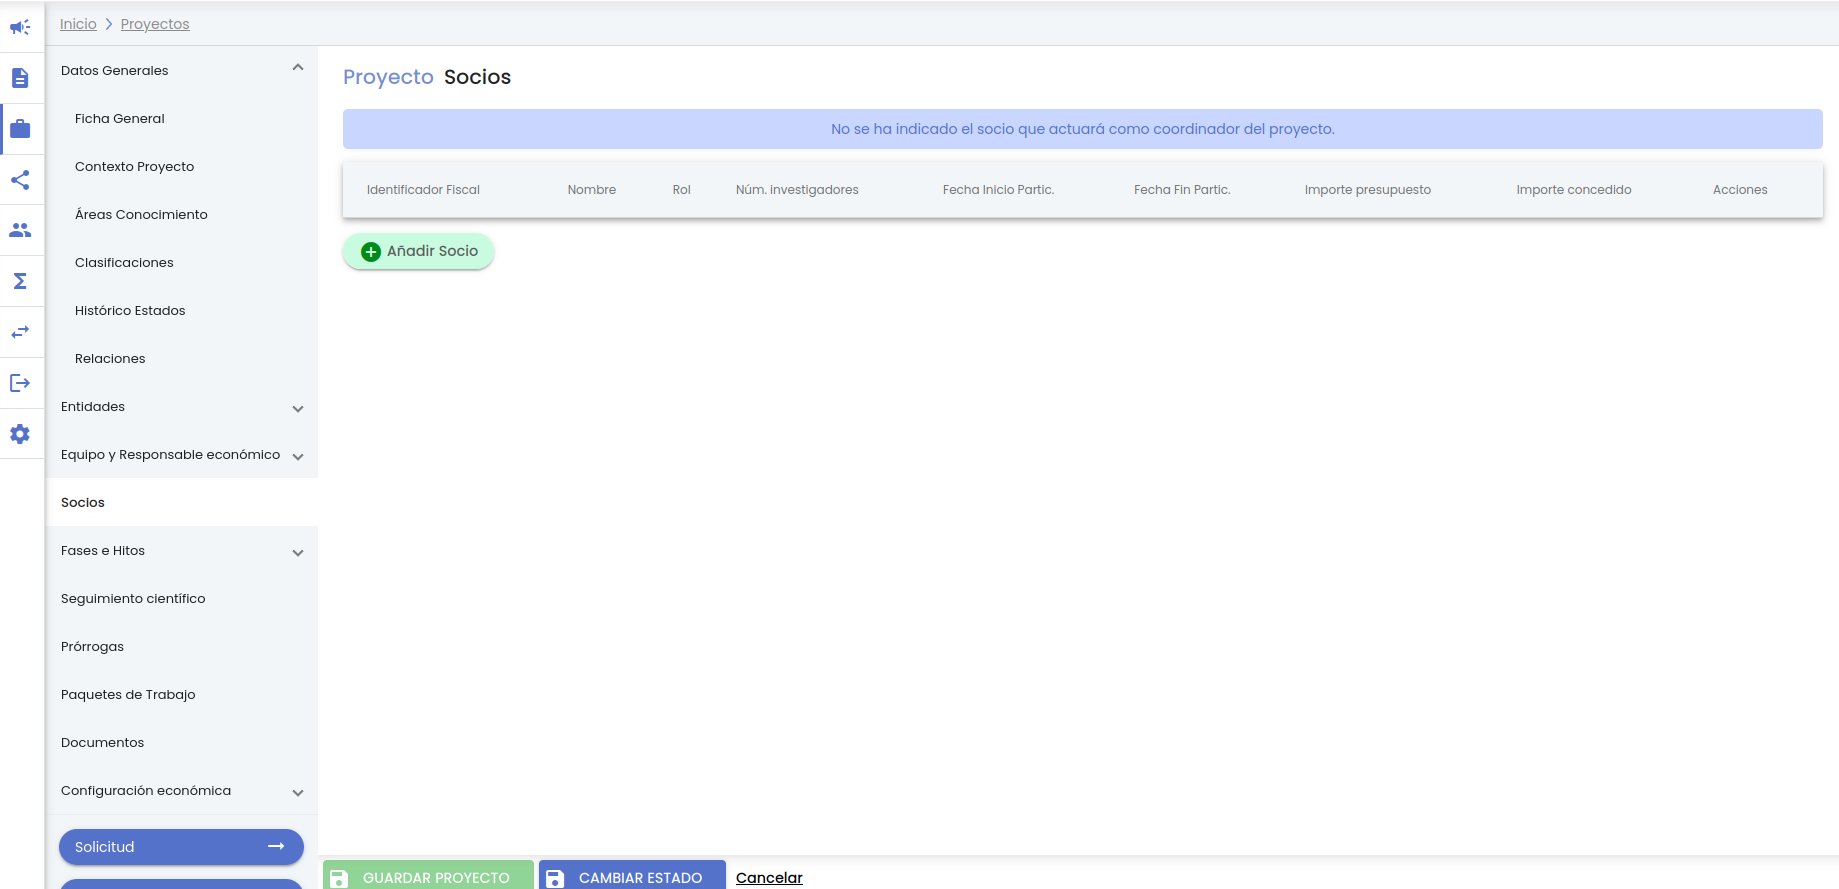 Inicio > Proyectos
Datos Generales
Ficha General
Contexto Proyecto
Áreas Conocimiento
Clasificaciones
Histórico Estados
Relaciones
Entidades
Equipo y Responsable económico
Socios
Fases e Hitos
Seguimiento científico
Prórrogas
Paquetes de Trabajo
Documentos
Configuración económica
Solicitud
Proyecto Socios
No se ha indicado el socio que actuará como coordinador del proyecto.
Identificador Fiscal Nombre Rol Núm. investigadores Fecha Inicio Partic. Fecha Fin Partic. Importe presupuesto Importe concedido Acciones
Añadir Socio
GUARDAR PROYECTO CAMBIAR ESTADO Cancelar